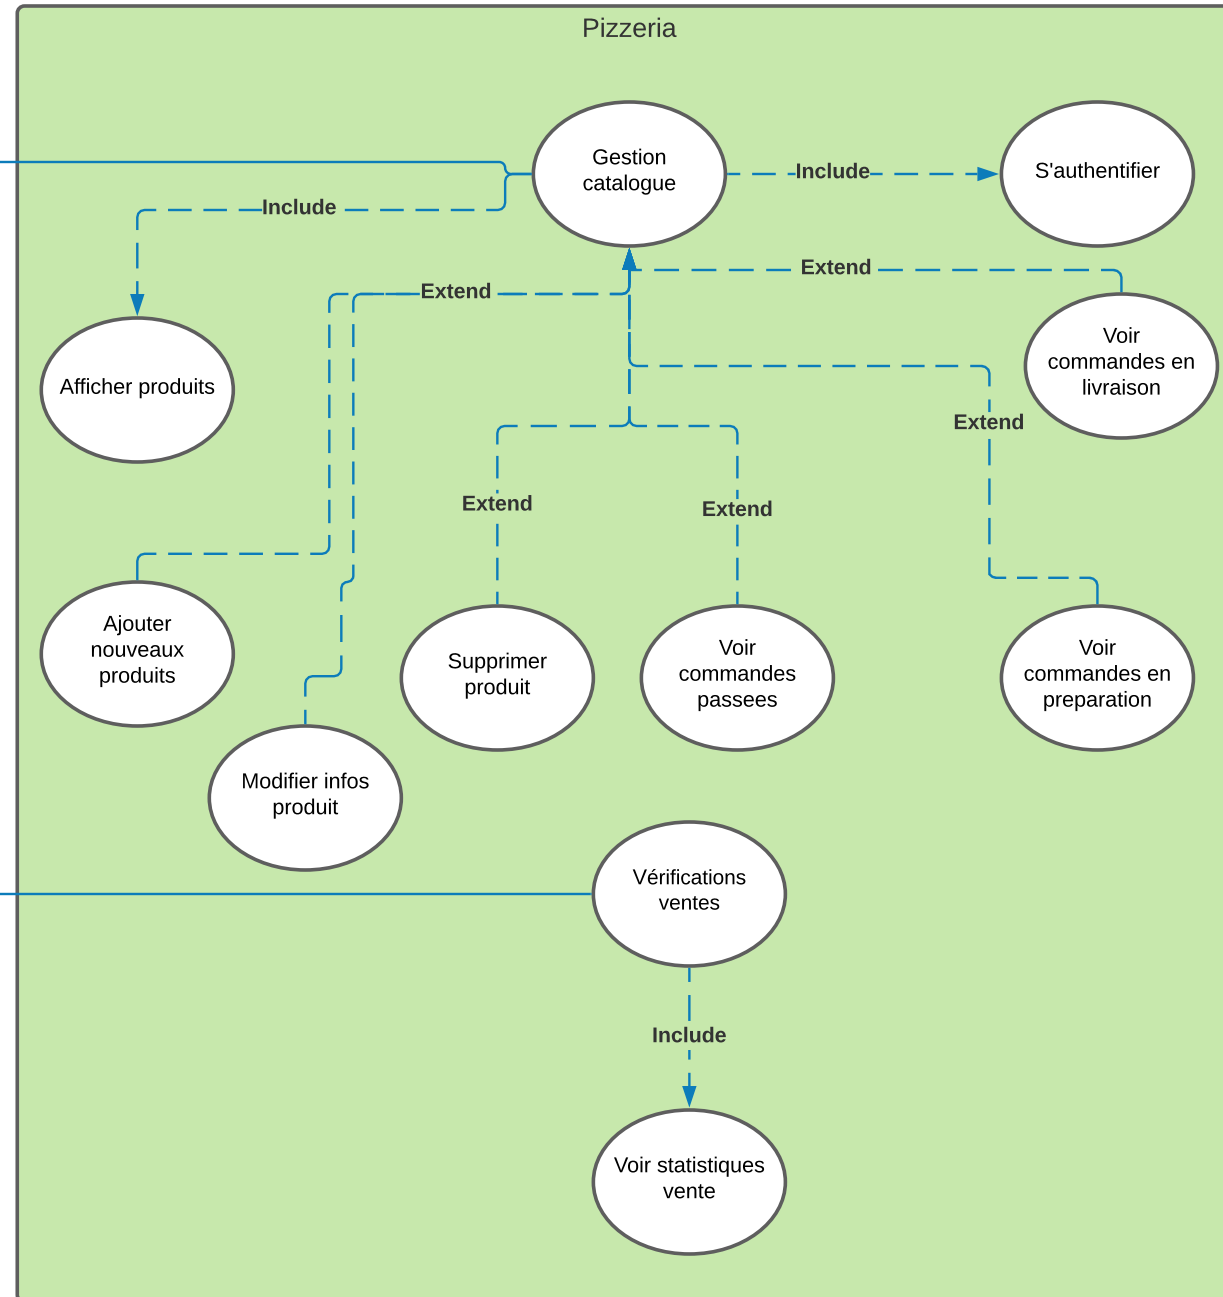 Pizzeria
Gestion
catalogue
Include
S'authentifier
Include
Extend
Extend
Afficher produits
Voir
commandes en
livraison
Extend
Extend
Extend
Ajouter
nouveaux
produits
Supprimer
produit
Voir
commandes
passees
Voir
commandes en
preparation
Modifier infos
produit
Vérifications
ventes
Include
Voir statistiques
vente